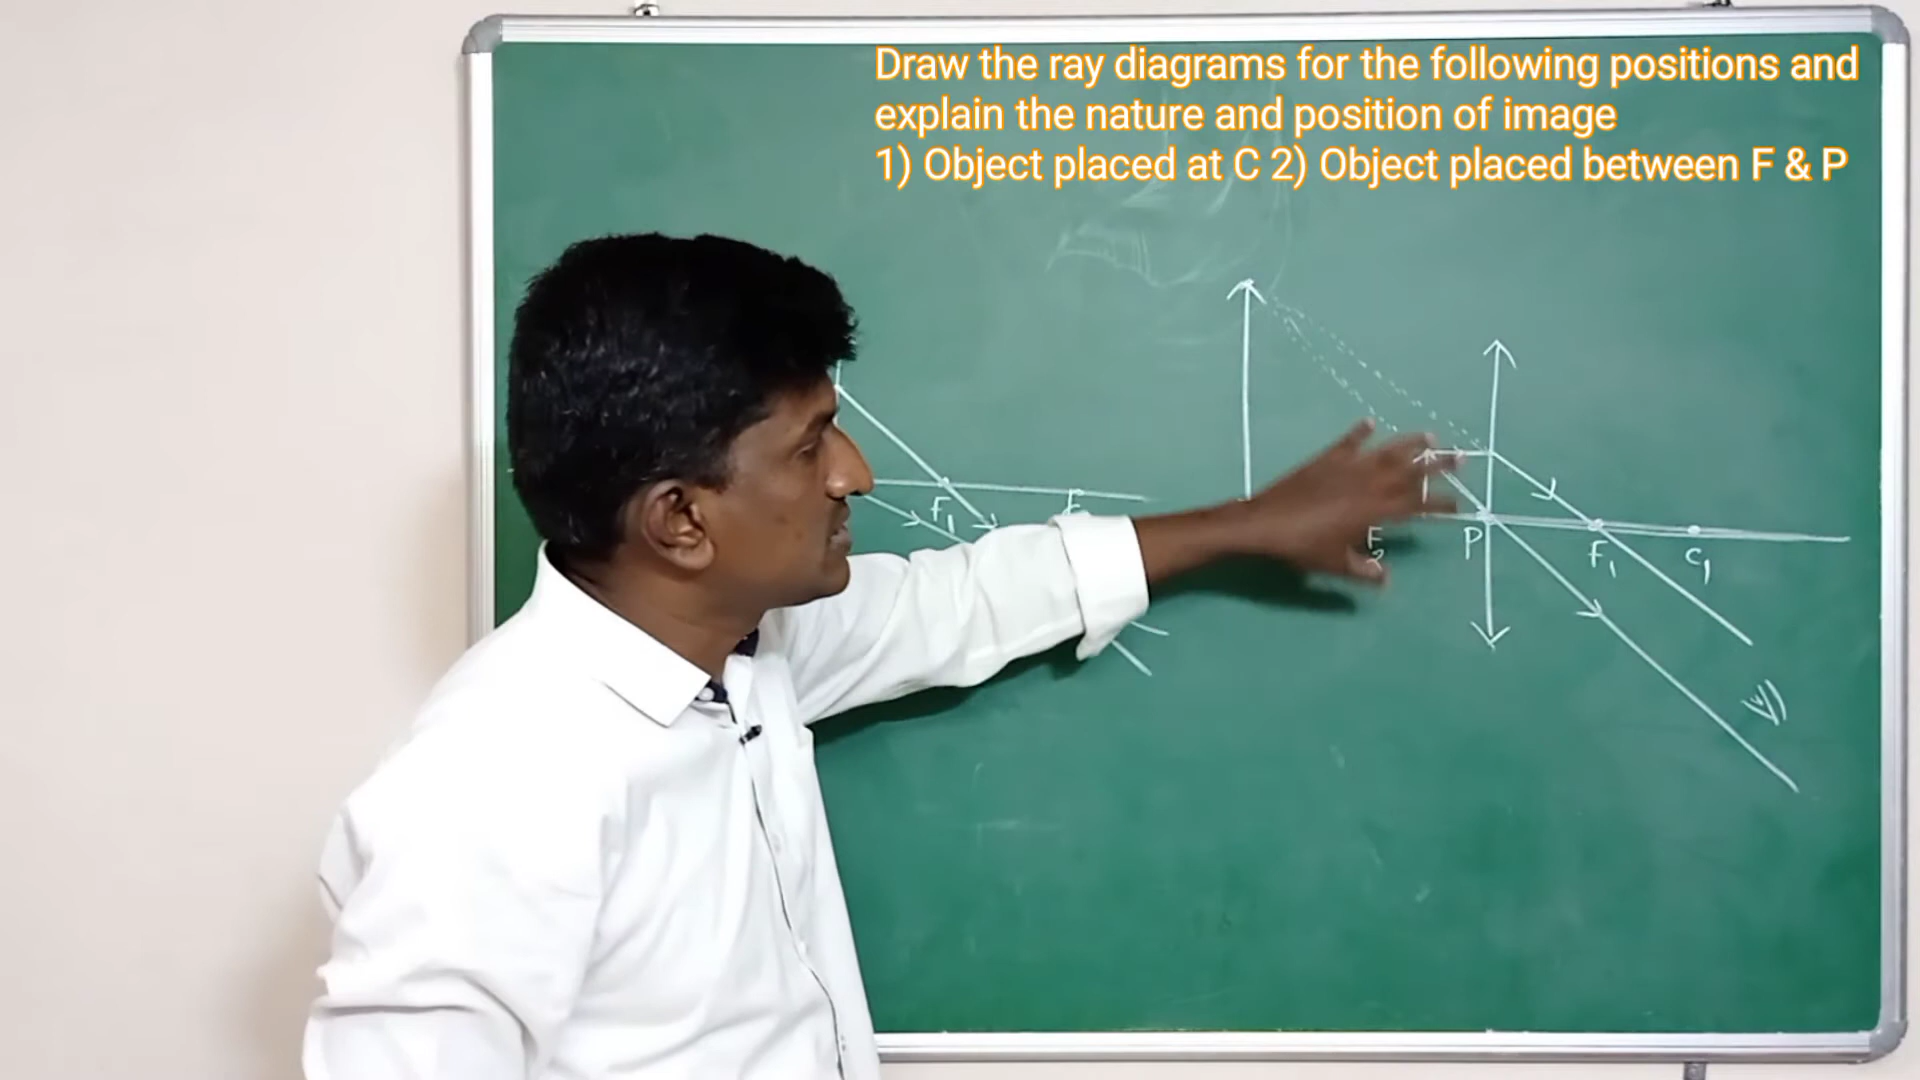 Draw the ray diagrams for the following positions and
explain the nature and position of image
1) Object placed at C 2) Object placed between F & P
F1
F
F2
P
F1
C1